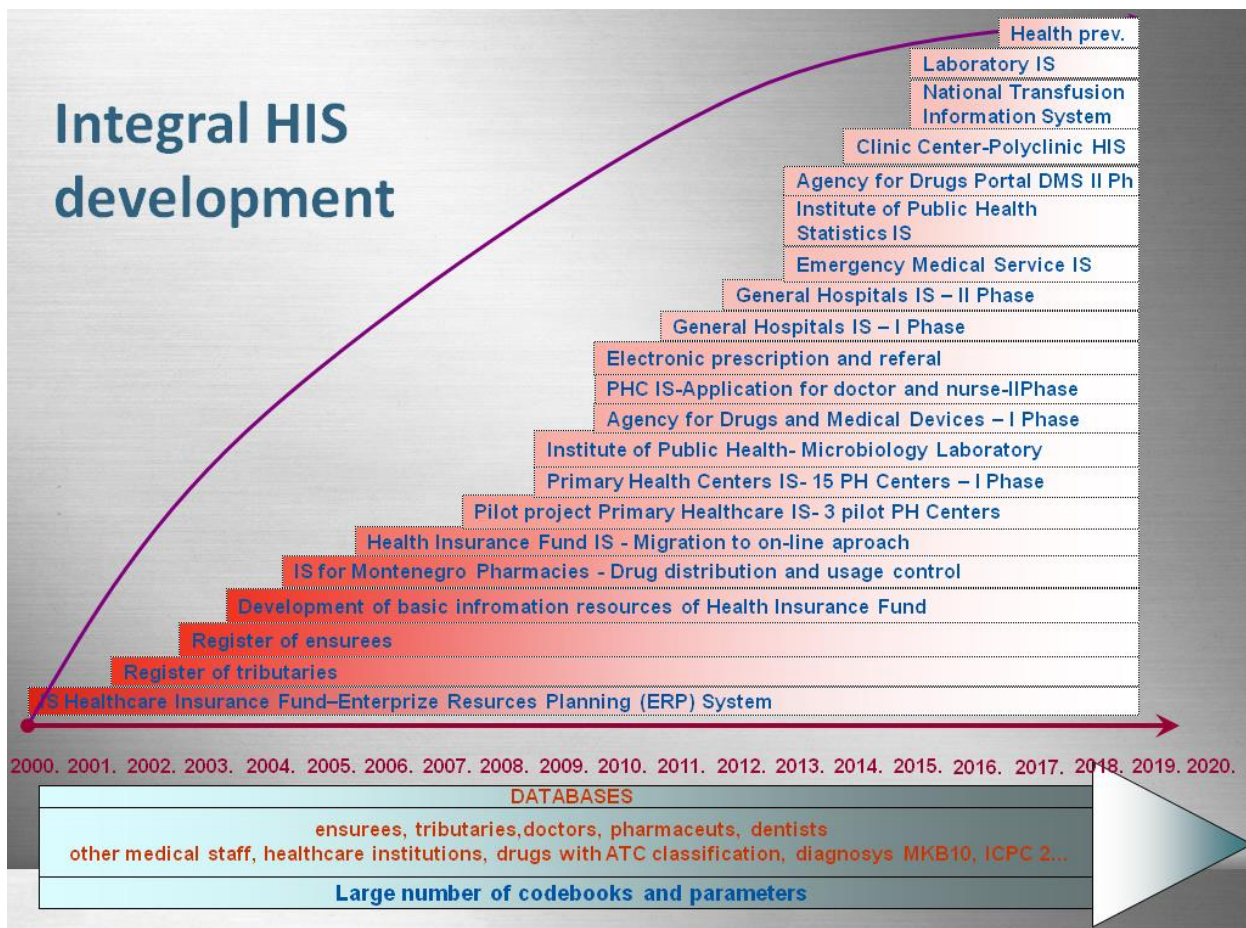 Integral HIS
development
Health prev.
Laboratory IS
National Transfusion
Information System
Clinic Center-Polyclinic HIS
Agency for Drugs Portal DMS II Ph
Institute of Public Health
Statistics IS
Emergency Medical Service IS
General Hospitals IS – II Phase
General Hospitals IS – I Phase
Electronic prescription and referal
PHC IS-Application for doctor and nurse-IIPhase
Agency for Drugs and Medical Devices – I Phase
Institute of Public Health- Microbiology Laboratory
Primary Health Centers IS- 15 PH Centers – I Phase
Pilot project Primary Healthcare IS- 3 pilot PH Centers
Health Insurance Fund IS - Migration to on-line aproach
IS for Montenegro Pharmacies - Drug distribution and usage control
Development of basic infromation resources of Health Insurance Fund
Register of ensurees
Register of tributaries
IS Healthcare Insurance Fund–Enterprize Resurces Planning (ERP) System
2000. 2001. 2002. 2003. 2004. 2005. 2006. 2007. 2008. 2009. 2010. 2011. 2012. 2013. 2014. 2015. 2016. 2017. 2018. 2019. 2020.
DATABASES
ensurees, tributaries,doctors, pharmaceuts, dentists
other medical staff, healthcare institutions, drugs with ATC classification, diagnosys MKB10, ICPC 2...
Large number of codebooks and parameters